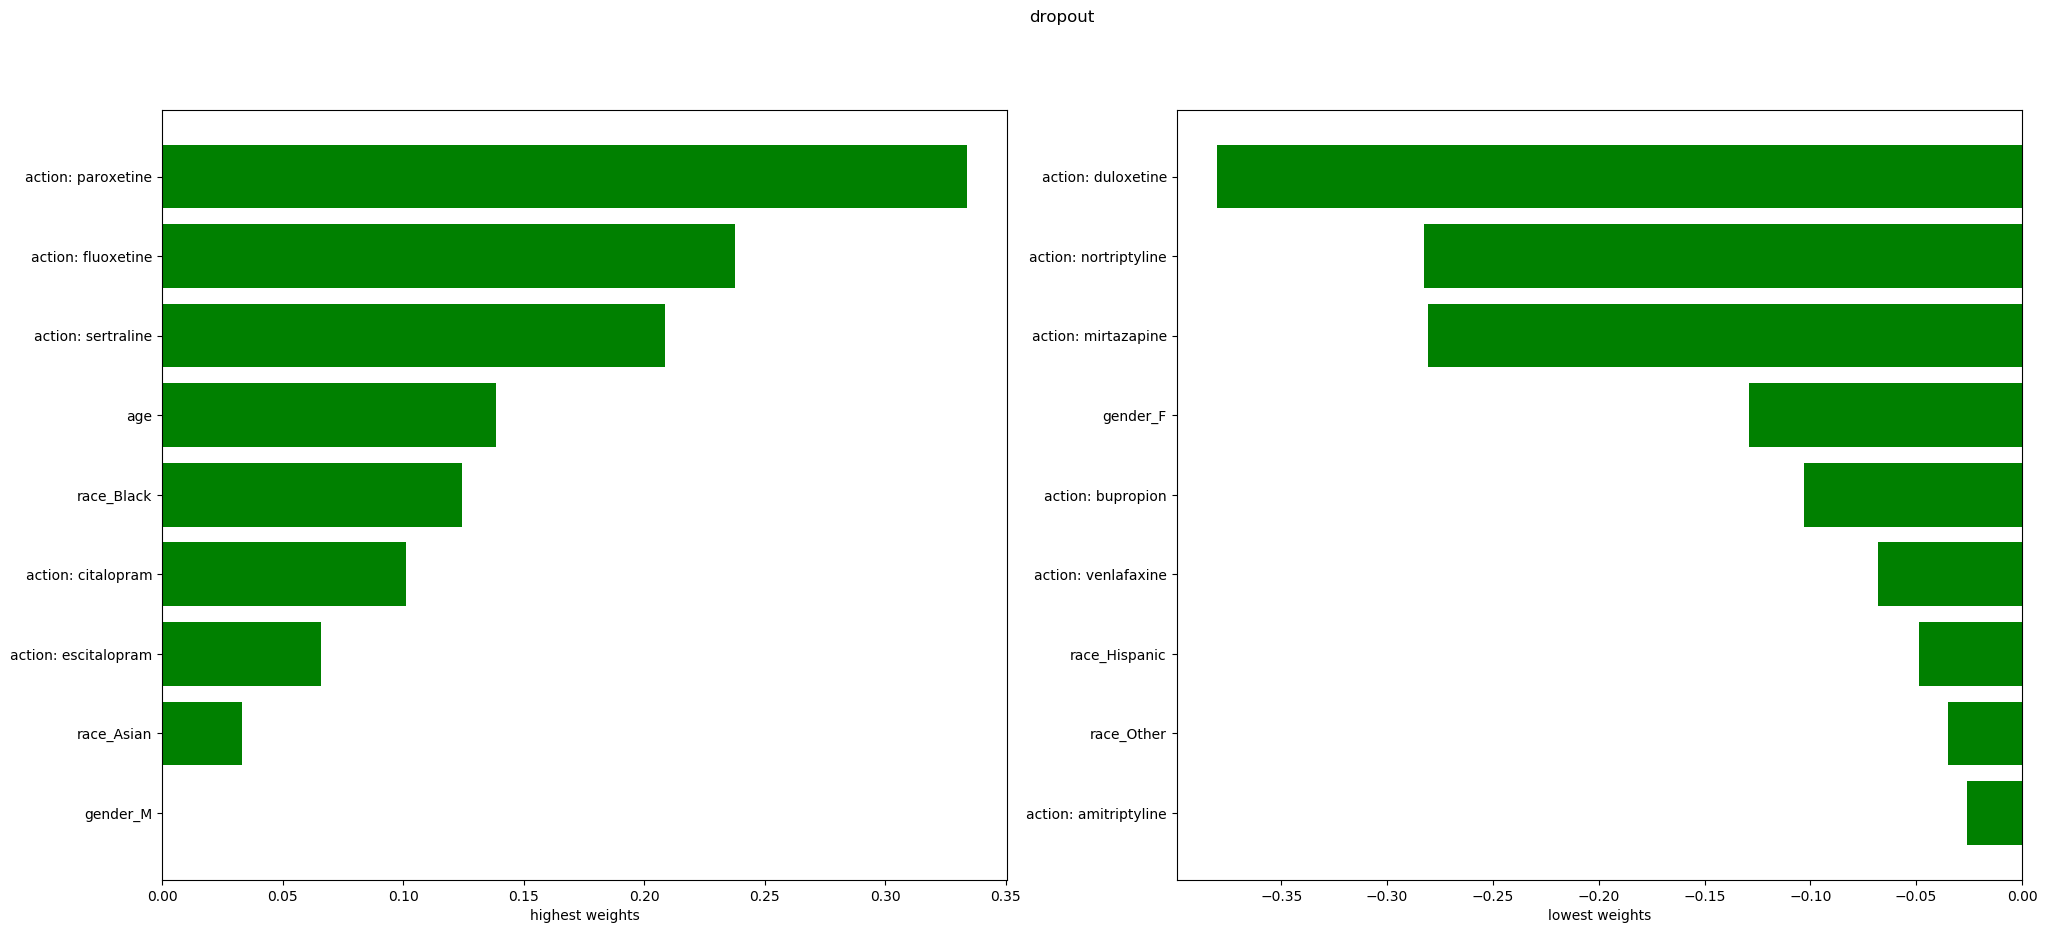 dropout
action: paroxetine
action: fluoxetine
action: sertraline
age
race_Black
action: citalopram
action: escitalopram
race_Asian
gender_M
0.00 0.05 0.10 0.15 0.20 0.25 0.30 0.35
highest weights
action: duloxetine
action: nortriptyline
action: mirtazapine
gender_F
action: bupropion
action: venlafaxine
race_Hispanic
race_Other
action: amitriptyline
−0.35 −0.30 −0.25 −0.20 −0.15 −0.10 −0.05 0.00
lowest weights